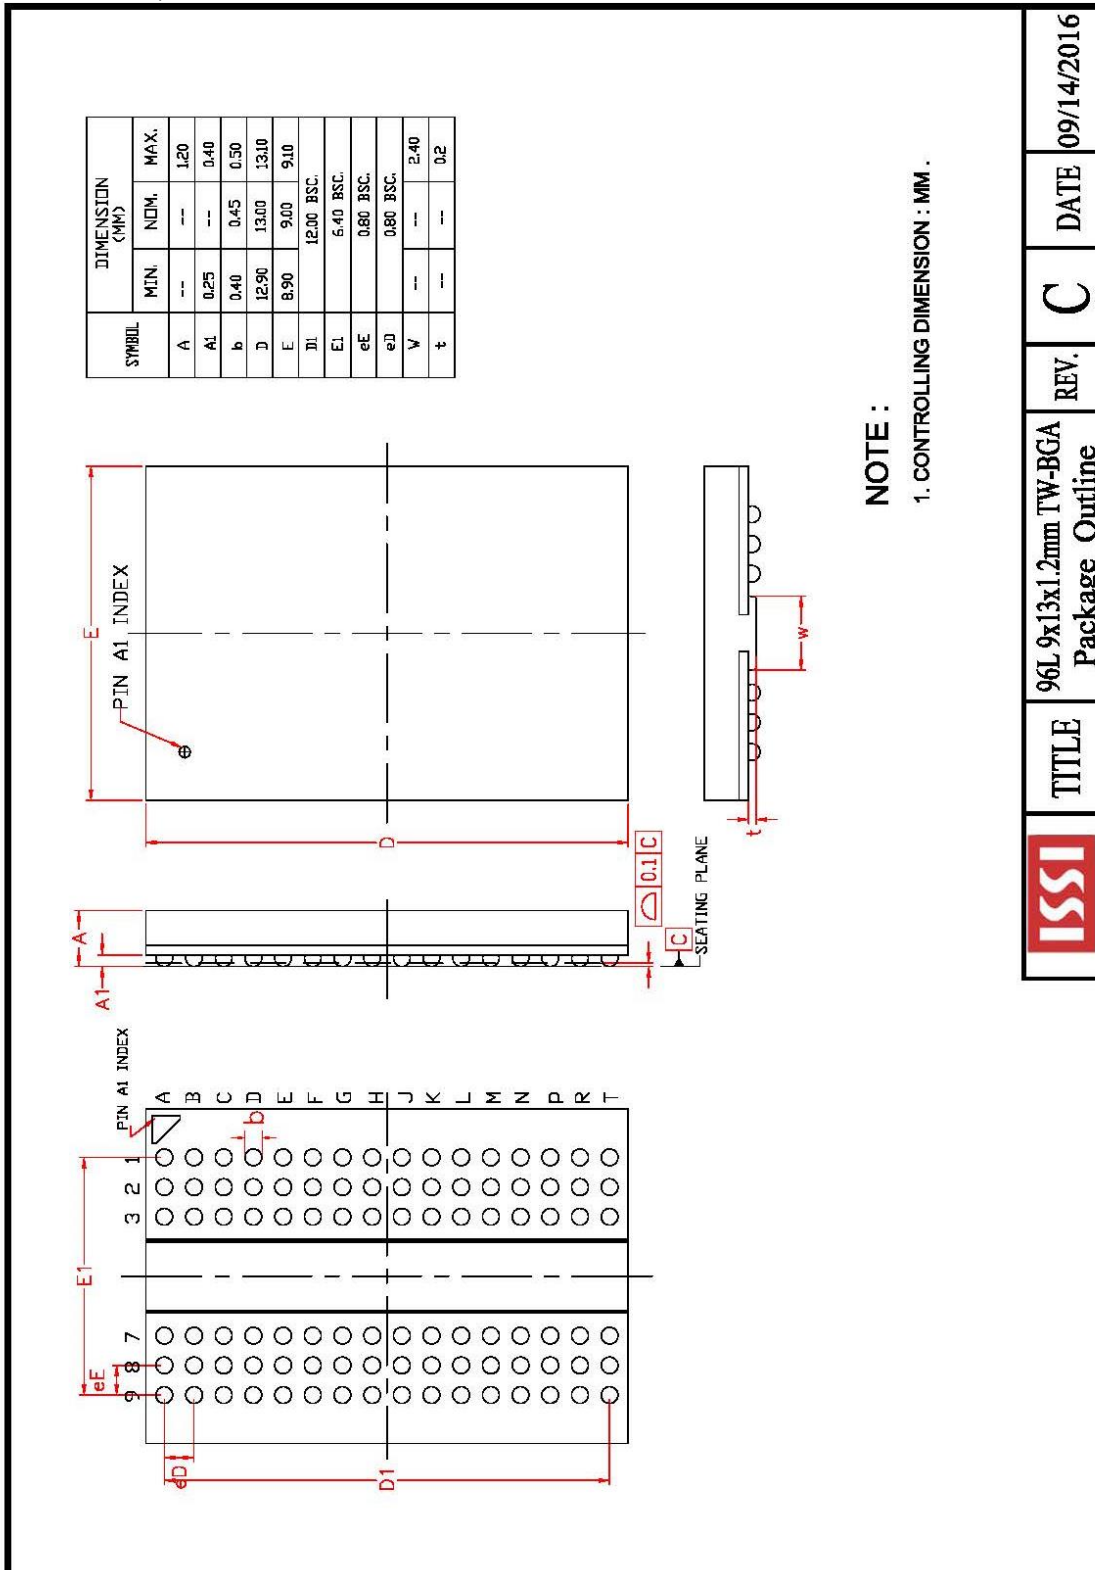 SYMBOL DIMENSION (MM)
MIN. NOM. MAX.
A -- -- 1.20
A1 0.25 -- 0.40
b 0.40 0.45 0.50
D 12.90 13.00 13.10
E 8.90 9.00 9.10
D1 12.00 BSC.
E1 6.40 BSC.
eE 0.80 BSC.
eD 0.80 BSC.
W -- -- 2.40
t -- -- 0.2
E
PIN A1 INDEX
D
A
A1
0.1 C
C
SEATING PLANE
w
t
PIN A1 INDEX
E1
eE
9 8 7 3 2 1
A
B
C
D
E
F
G
H
J
K
L
M
N
P
R
T
b
eD
D1
NOTE :
1. CONTROLLING DIMENSION : MM .
ISSI
TITLE
96L 9x13x1.2mm TW-BGA
Package Outline
REV.
C
DATE
09/14/2016